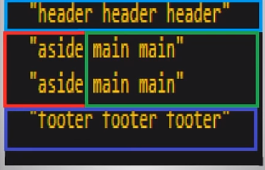 "header header header"
"aside main main"
"aside main main"
"footer footer footer"